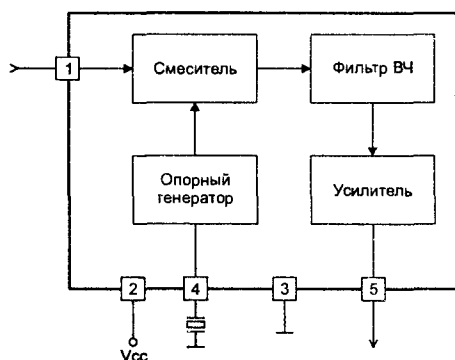 1
Смеситель
Фильтр ВЧ
Опорный
генератор
Усилитель
2
4
3
5
Vcc